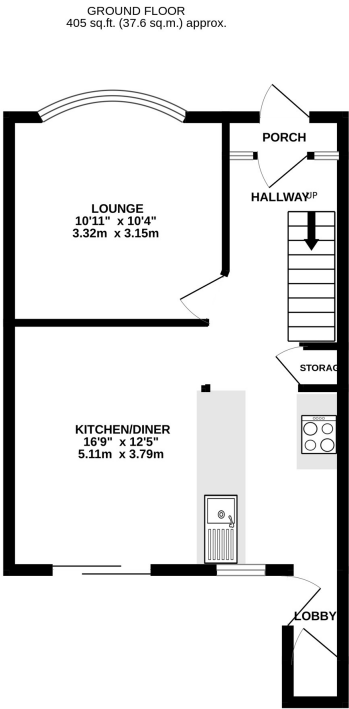 GROUND FLOOR
405 sq.ft. (37.6 sq.m.) approx.
PORCH
HALLWAY
UP
LOUNGE
10'11" x 10'4"
3.32m x 3.15m
STORAG
KITCHEN/DINER
16'9" x 12'5"
5.11m x 3.79m
LOBBY